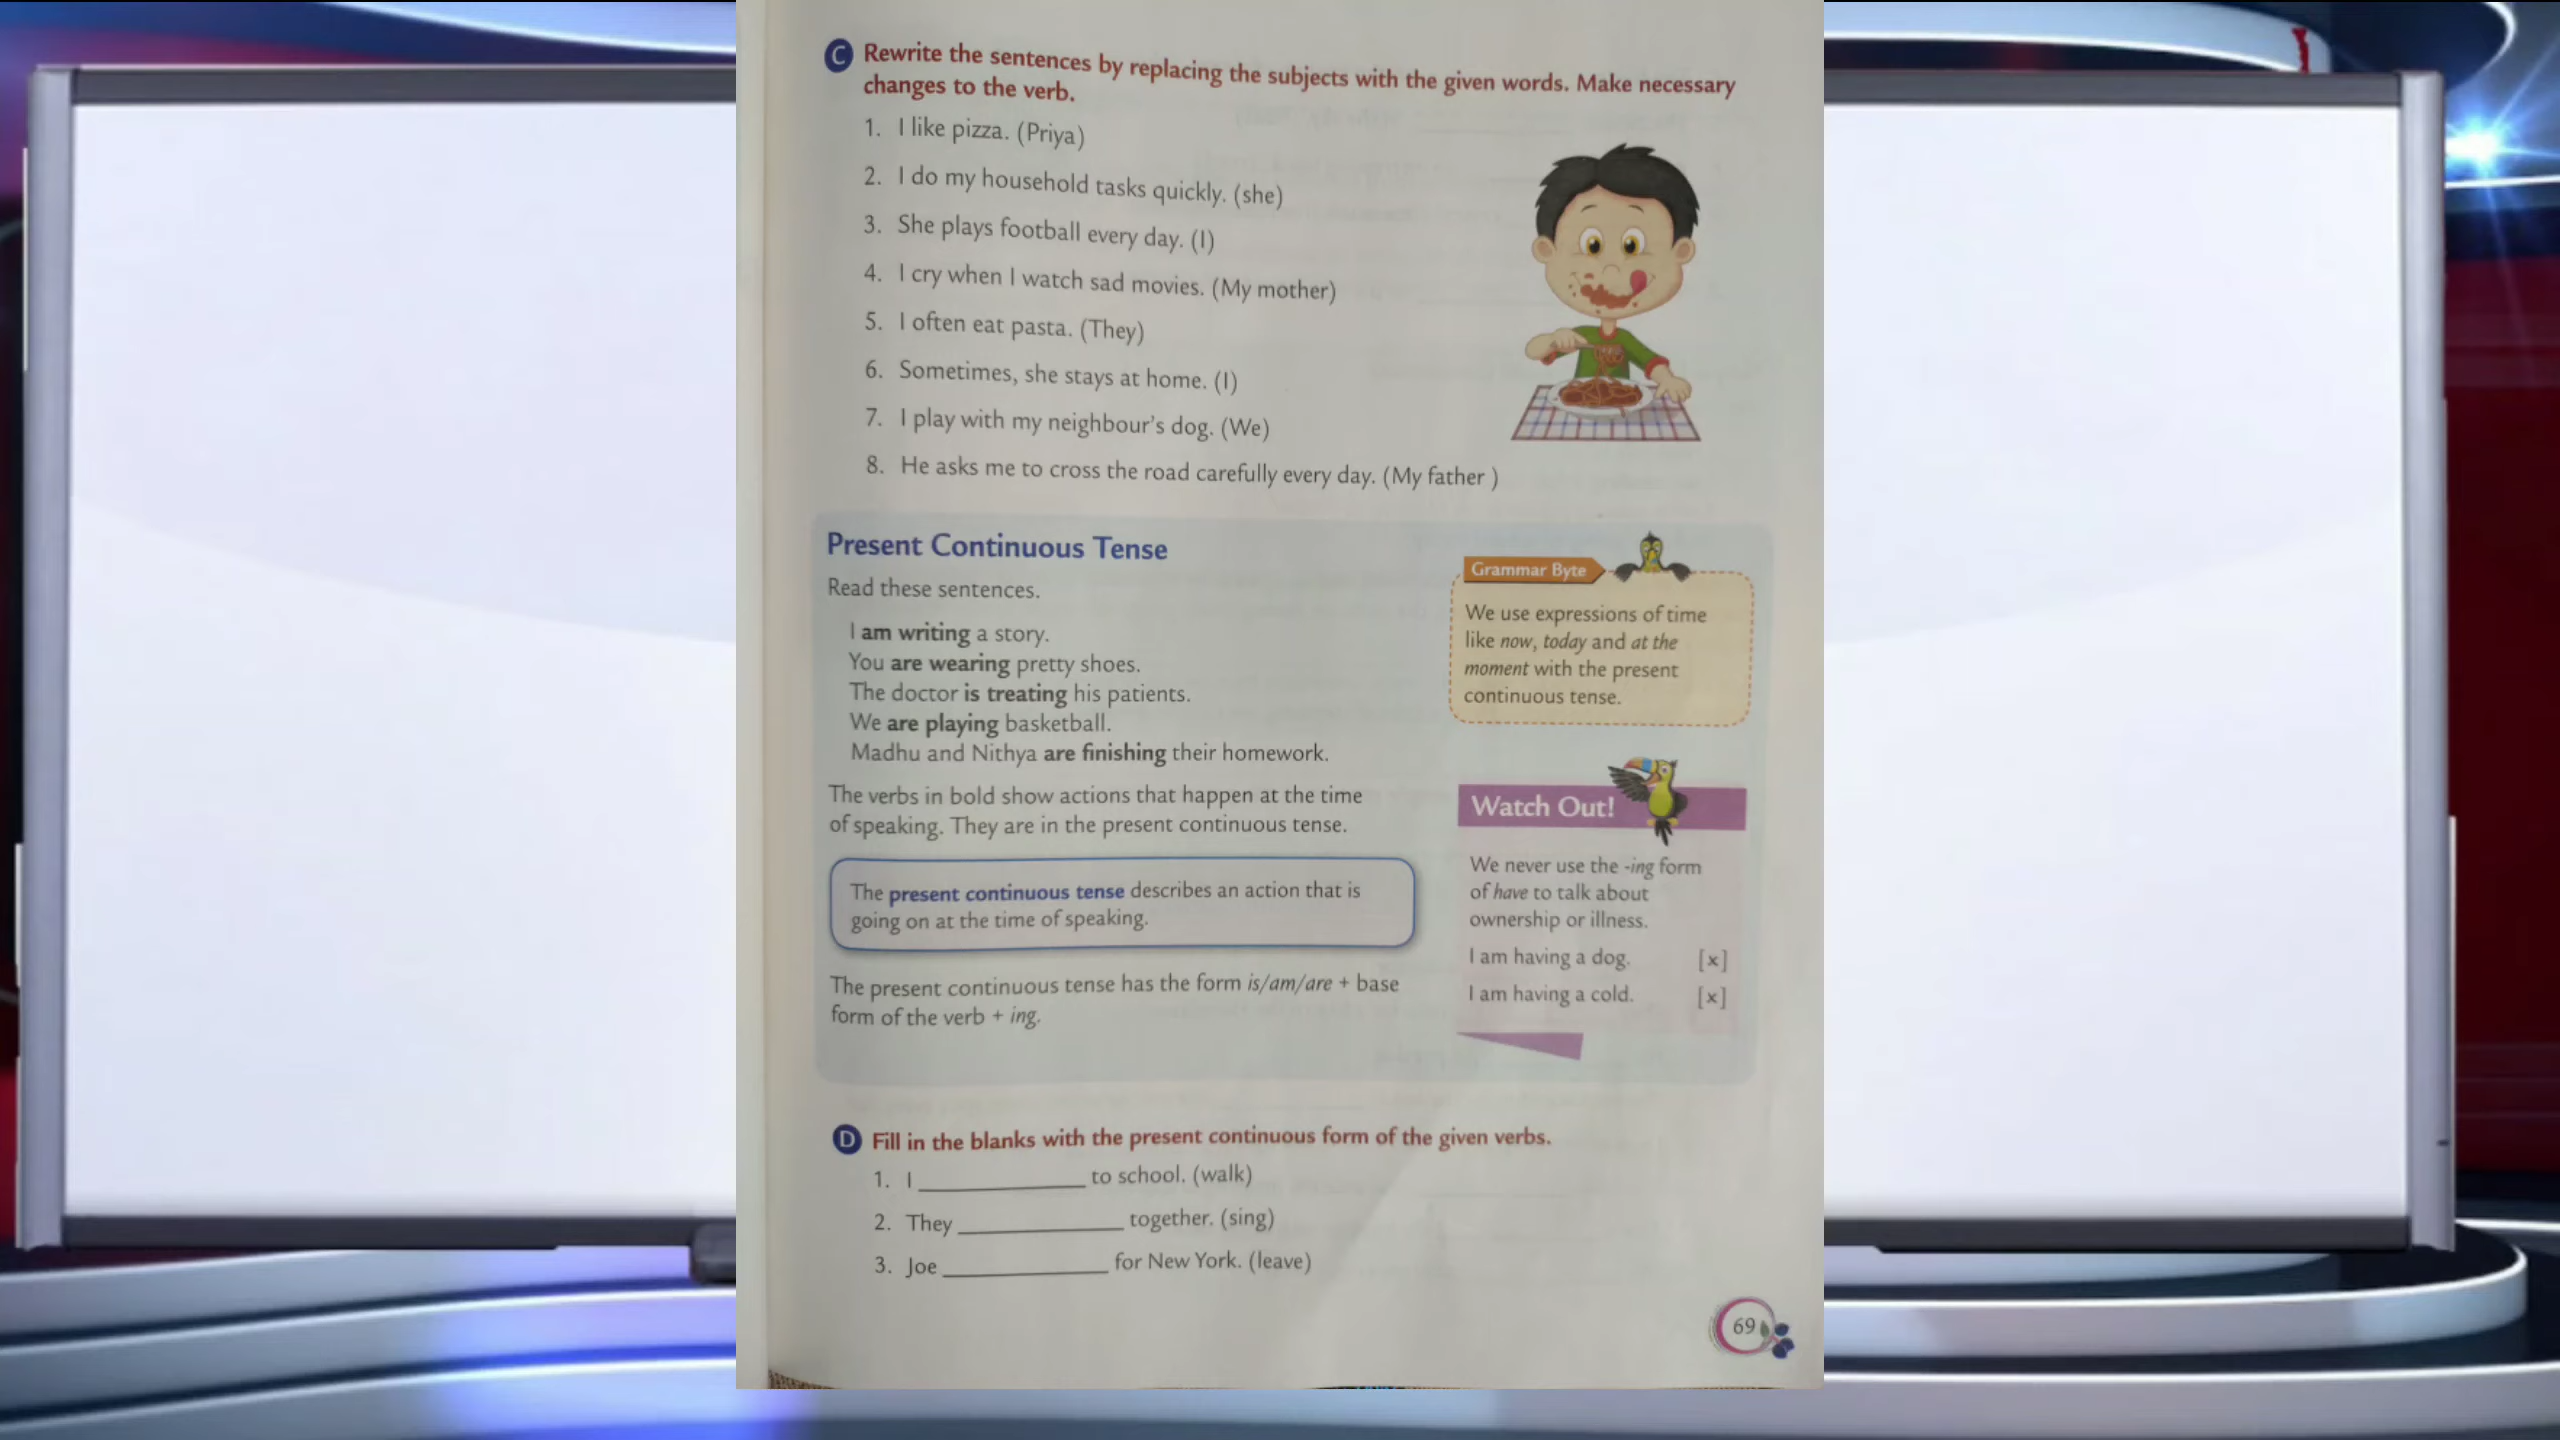 C Rewrite the sentences by replacing the subjects with the given words. Make necessary
changes to the verb.
1. I like pizza. (Priya)
2. I do my household tasks quickly. (she)
3. She plays football every day. (I)
4. I cry when I watch sad movies. (My mother)
5. I often eat pasta. (They)
6. Sometimes, she stays at home. (I)
7. I play with my neighbour's dog. (We)
8. He asks me to cross the road carefully every day. (My father )
Present Continuous Tense
Read these sentences.
I am writing a story.
You are wearing pretty shoes.
The doctor is treating his patients.
We are playing basketball.
Madhu and Nithya are finishing their homework.
The verbs in bold show actions that happen at the time
of speaking. They are in the present continuous tense.
The present continuous tense describes an action that is
going on at the time of speaking.
The present continuous tense has the form is/am/are + base
form of the verb + ing.
Grammar Byte
We use expressions of time
like now, today and at the
moment with the present
continuous tense.
Watch Out!
We never use the -ing form
of have to talk about
ownership or illness.
I am having a dog. [x]
I am having a cold. [x]
D Fill in the blanks with the present continuous form of the given verbs.
1. I ____________ to school. (walk)
2. They ____________ together. (sing)
3. Joe ____________ for New York. (leave)
69